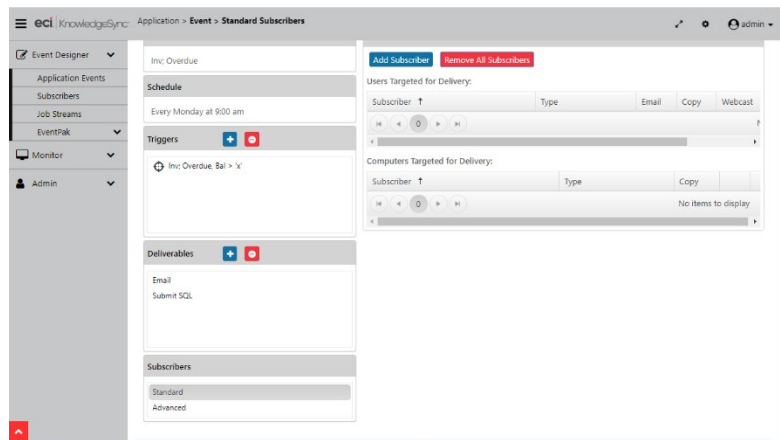 eci KnowledgeSync
Application > Event > Standard Subscribers
admin
Event Designer
Application Events
Subscribers
Job Streams
EventPak
Monitor
Admin
Inv; Overdue
Schedule
Every Monday at 9:00 am
Triggers
Inv; Overdue, Bal > 'x'
Deliverables
Email
Submit SQL
Subscribers
Standard
Advanced
Add Subscriber Remove All Subscribers
Users Targeted for Delivery:
Subscriber ↑ Type Email Copy Webcast
0
Computers Targeted for Delivery:
Subscriber ↑ Type Copy
0 No items to display